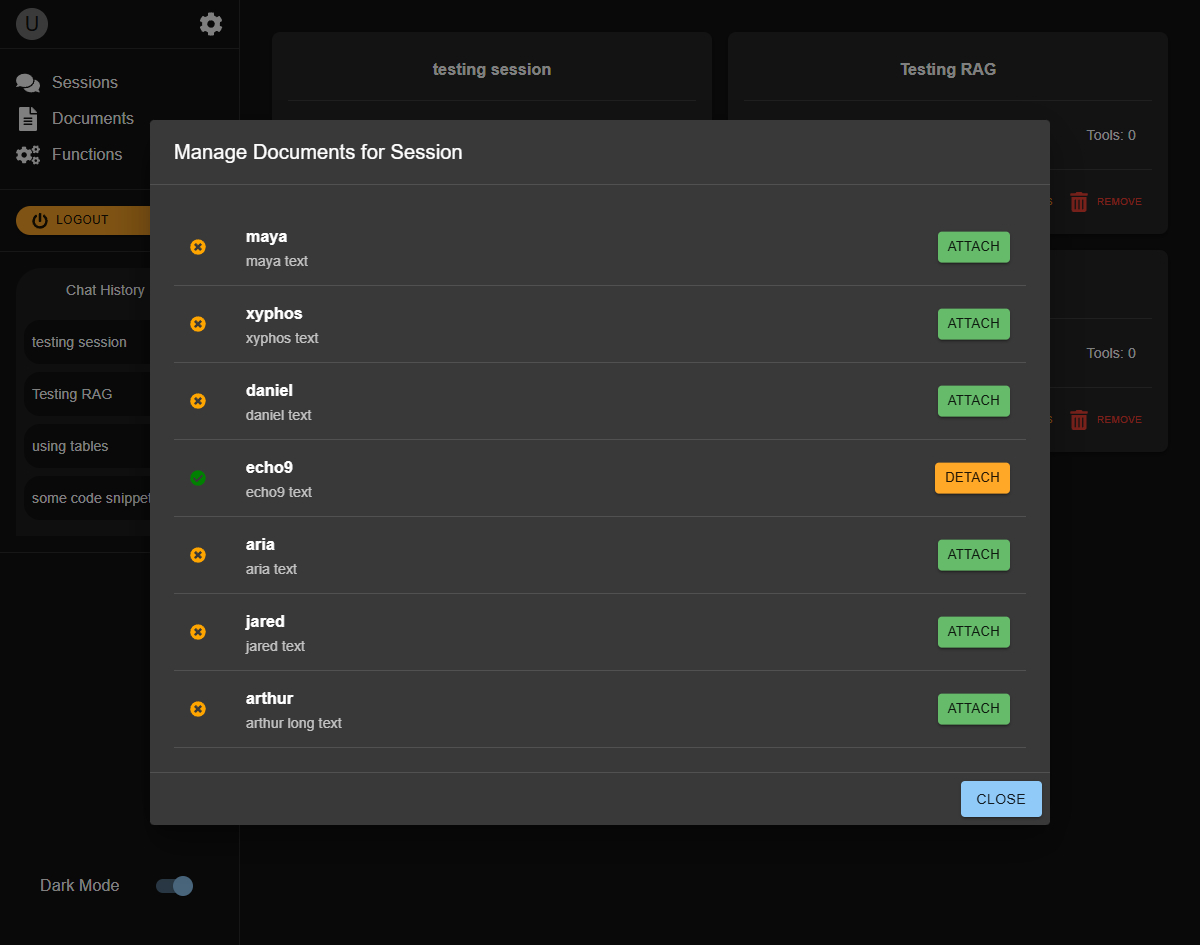 U
Sessions
Documents
Functions
LOGOUT
Chat History
testing session
Testing RAG
using tables
some code snippet
Dark Mode
testing session
Testing RAG
Tools: 0
REMOVE
Tools: 0
REMOVE
Manage Documents for Session
maya
maya text
ATTACH
xyphos
xyphos text
ATTACH
daniel
daniel text
ATTACH
echo9
echo9 text
DETACH
aria
aria text
ATTACH
jared
jared text
ATTACH
arthur
arthur long text
ATTACH
CLOSE